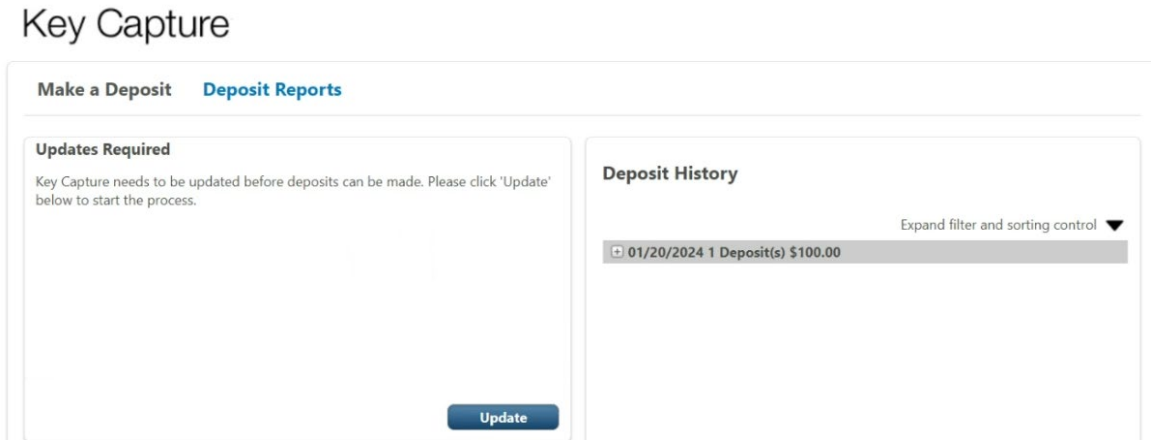 Key Capture
Make a Deposit Deposit Reports
Updates Required
Key Capture needs to be updated before deposits can be made. Please click 'Update'
below to start the process.
Update
Deposit History
Expand filter and sorting control
01/20/2024 1 Deposit(s) $100.00